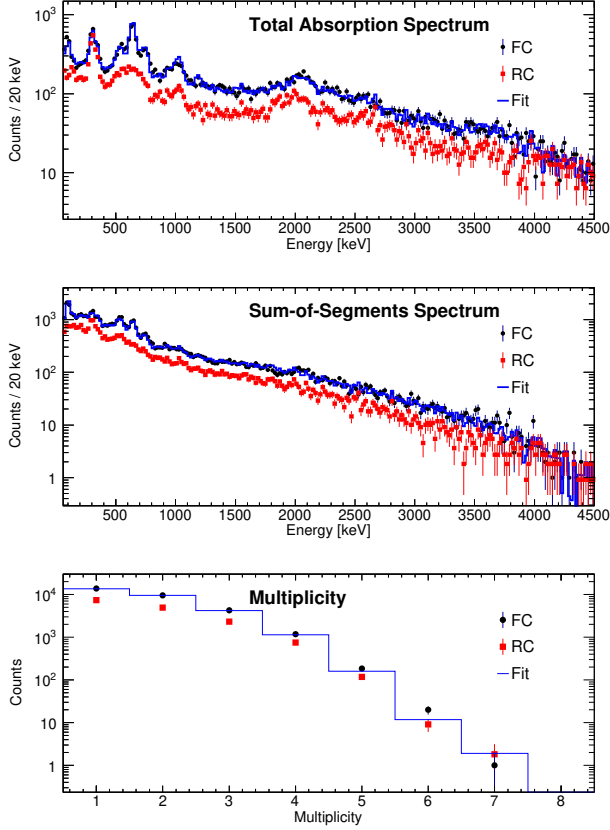 Total Absorption Spectrum
FC
RC
Fit
Counts / 20 keV
10³
10²
10
500 1000 1500 2000 2500 3000 3500 4000 4500
Energy [keV]
Sum-of-Segments Spectrum
FC
RC
Fit
Counts / 20 keV
10³
10²
10
1
500 1000 1500 2000 2500 3000 3500 4000 4500
Energy [keV]
Multiplicity
FC
RC
Fit
Counts
10⁴
10³
10²
10
1
1 2 3 4 5 6 7 8
Multiplicity